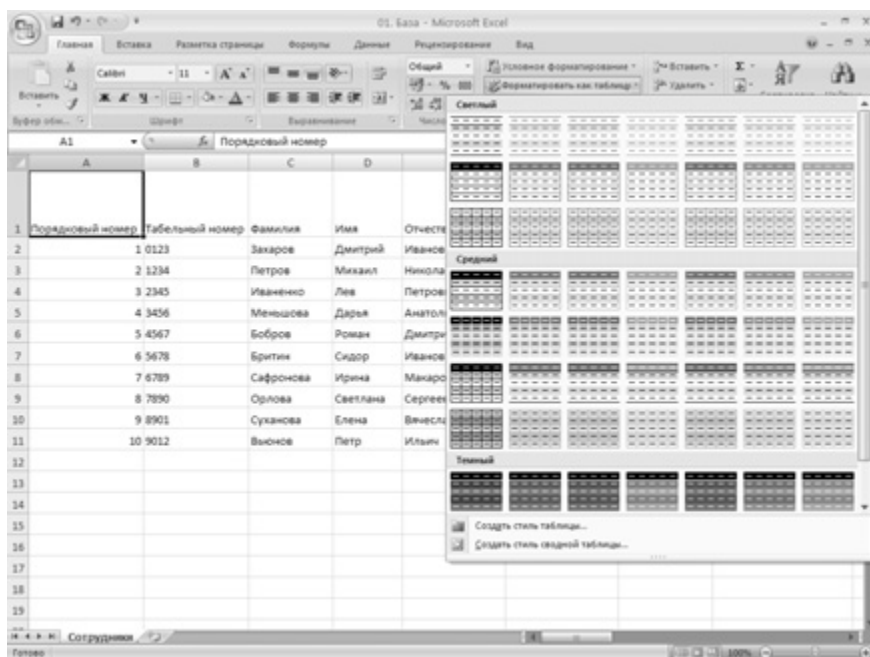 01. База - Microsoft Excel
Главная Вставка Разметка страницы Формулы Данные Рецензирование Вид
Calibri 11 Общий Условное форматирование Вставить
Вставить Форматировать как таблицу Удалить
Буфер обм... Шрифт Выравнивание Число
A1 Порядковый номер
A B C D
1 Порядковый номер Табельный номер Фамилия Имя Отчеств
2 1 0123 Захаров Дмитрий Иванов
3 2 1234 Петров Михаил Никола
4 3 2345 Иваненко Лев Петров
5 4 3456 Меньшова Дарья Анатол
6 5 4567 Бобров Роман Дмитри
7 6 5678 Бритин Сидор Иванов
8 7 6789 Сафронова Ирина Макаро
9 8 7890 Орлова Светлана Сергее
10 9 8901 Суханова Елена Вячесла
11 10 9012 Вьюнов Петр Ильич
12
13
14
15
16
17
18
19
Светлый
Средний
Темный
Создать стиль таблицы...
Создать стиль сводной таблицы...
Сотрудники
Готово 100%